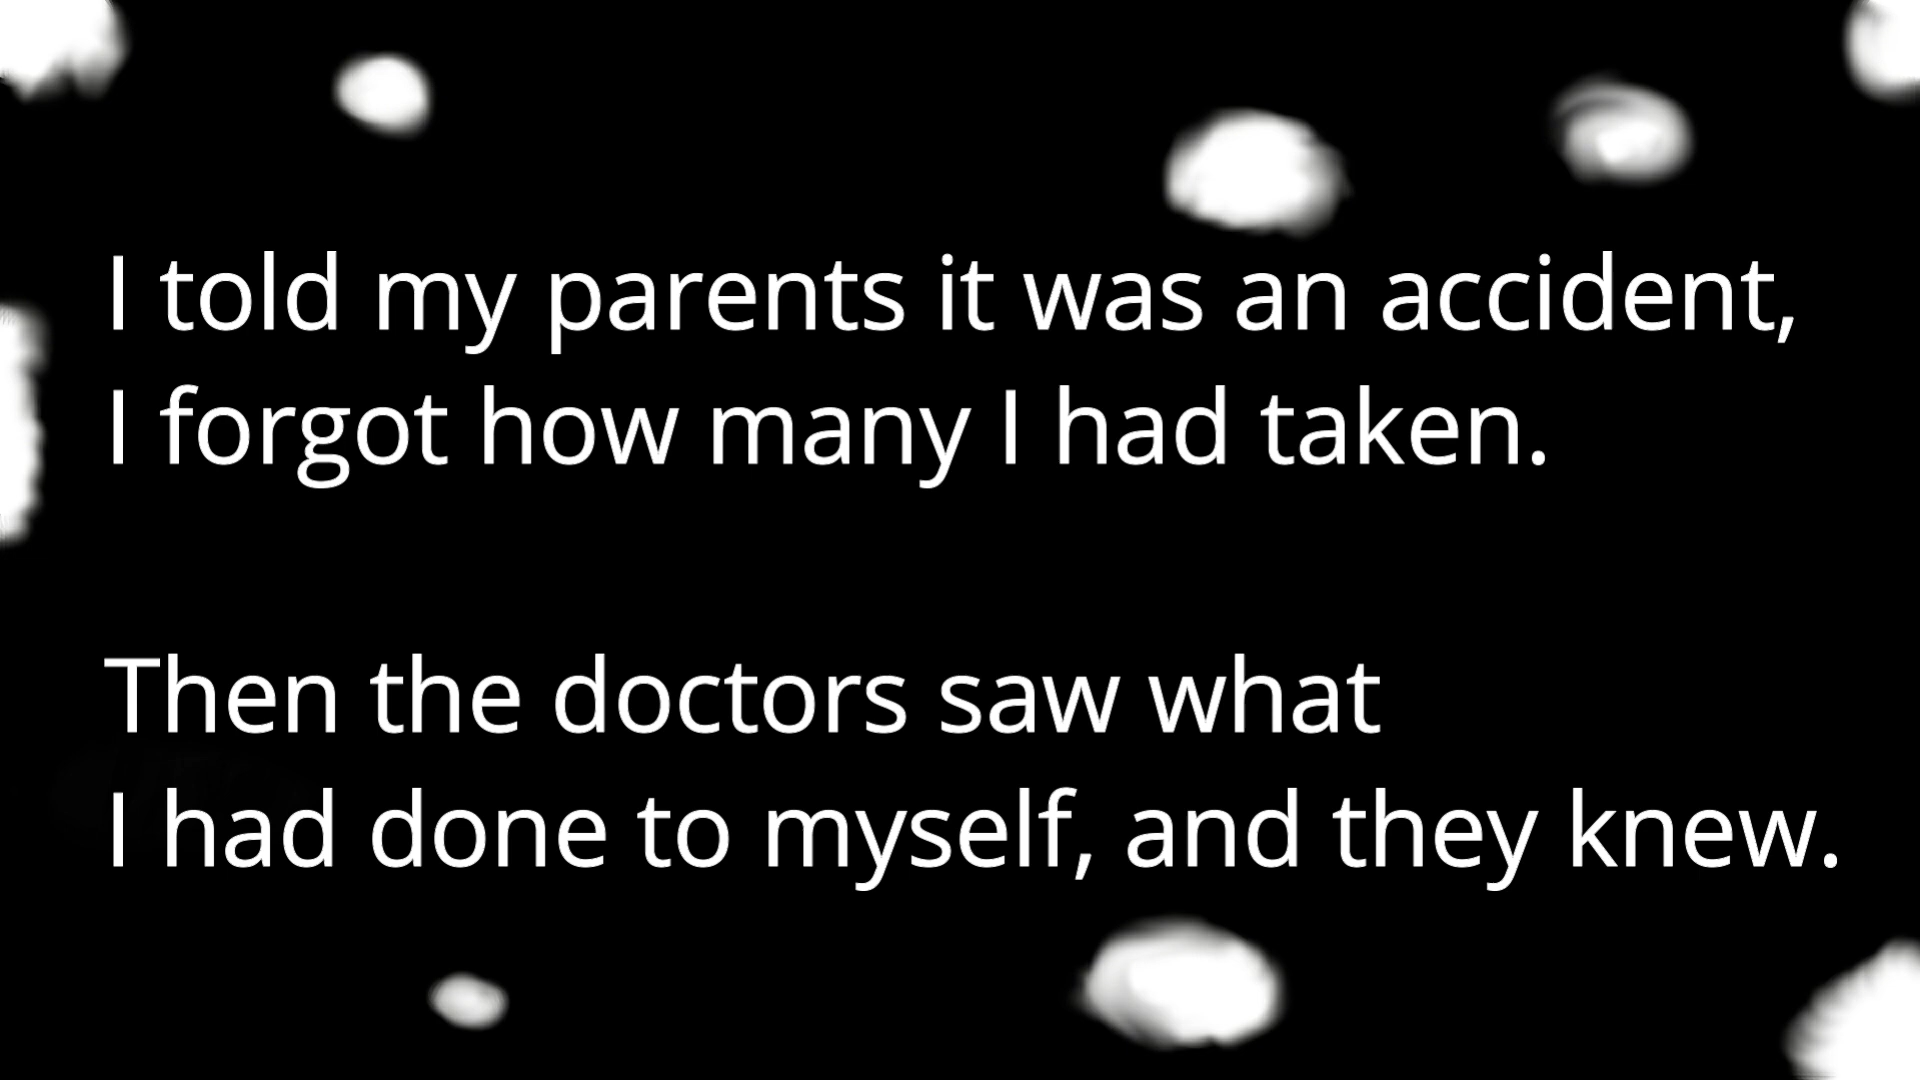 I told my parents it was an accident,
I forgot how many I had taken.
Then the doctors saw what
I had done to myself, and they knew.